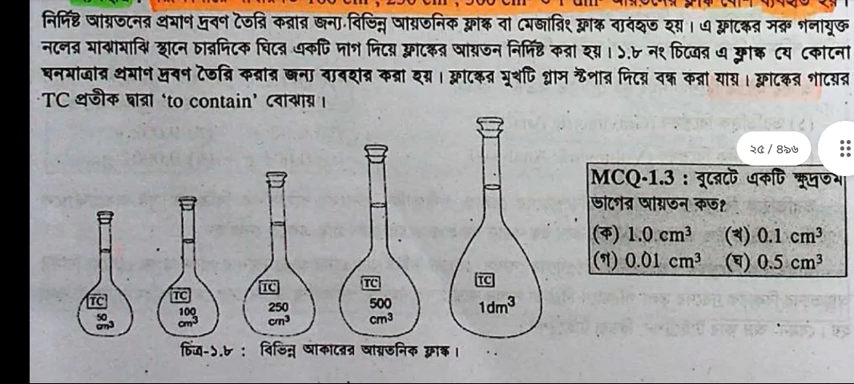 নির্দিষ্ট আয়তনের প্রমাণ দ্রবণ তৈরি করার জন্য বিভিন্ন আয়তনিক ফ্লাস্ক বা মেজারিং ফ্লাস্ক ব্যবহৃত হয়। এ ফ্লাস্কের সরু গলাযুক্ত
নলের মাঝামাঝি স্থানে চারদিকে ঘিরে একটি দাগ দিয়ে ফ্লাস্কের আয়তন নির্দিষ্ট করা হয়। ১.৮ নং চিত্রের এ ফ্লাস্ক যে কোনো
ঘনমাত্রার প্রমাণ দ্রবণ তৈরি করার জন্য ব্যবহার করা হয়। ফ্লাস্কের মুখটি গ্লাস স্টপার দিয়ে বন্ধ করা যায়। ফ্লাস্কের গায়ের
TC প্রতীক দ্বারা 'to contain' বোঝায়।
২৫ / ৪৯৬
MCQ-1.3 : ব্যুরেটে একটি ক্ষুদ্রতম
ভাগের আয়তন কত?
(ক) 1.0 cm³ (খ) 0.1 cm³
(গ) 0.01 cm³ (ঘ) 0.5 cm³
TC
50
cm³
TC
100
cm³
TC
250
cm³
TC
500
cm³
TC
1dm³
চিত্র-১.৮ : বিভিন্ন আকারের আয়তনিক ফ্লাস্ক।